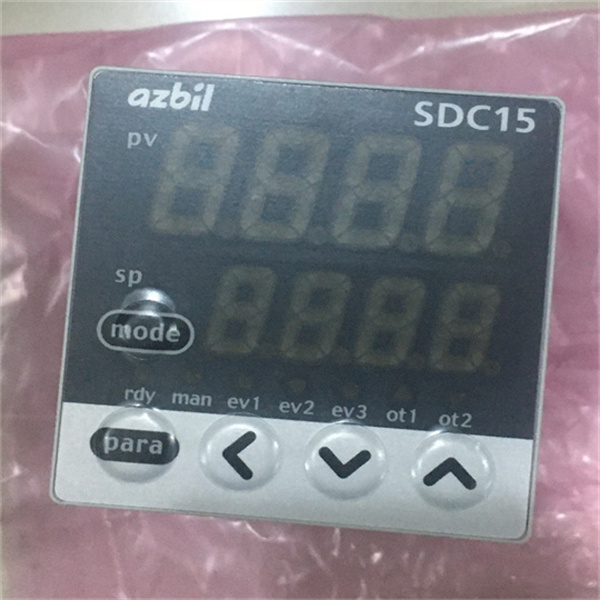 azbil
SDC15
pv
sp
mode
rdy man ev1 ev2 ev3 ot1 ot2
para